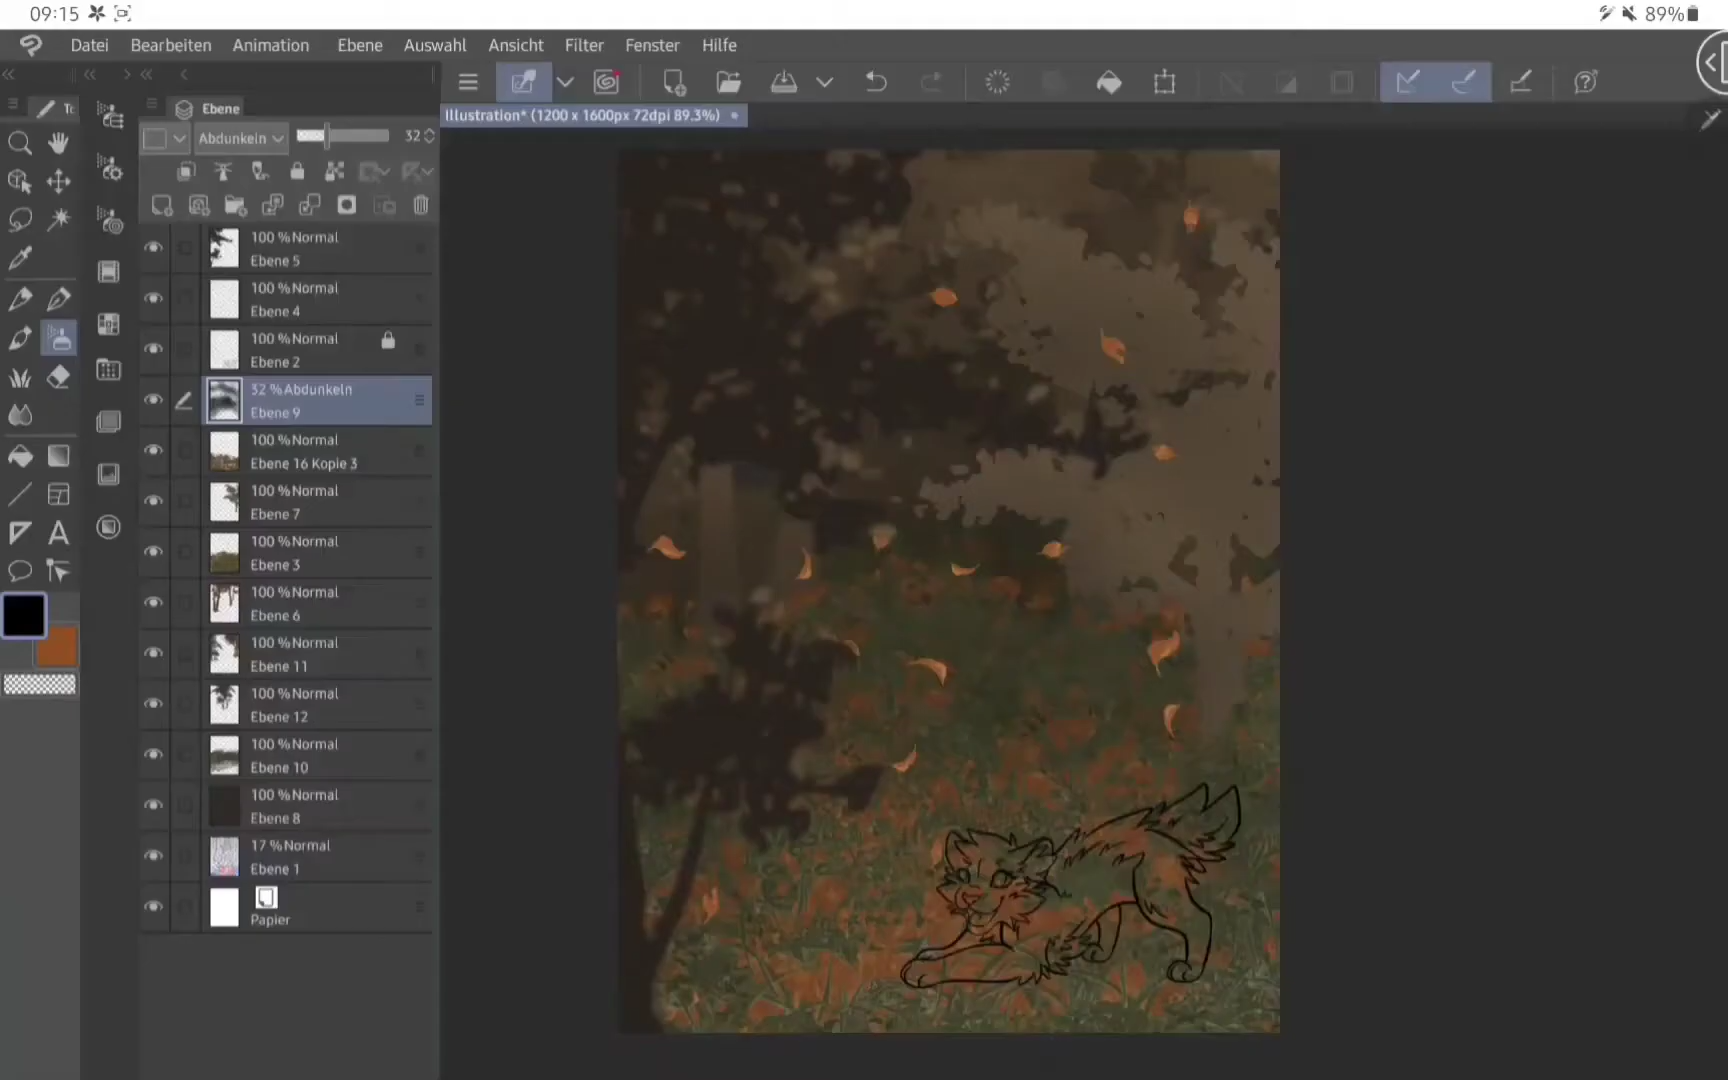 09:15
89%
Datei Bearbeiten Animation Ebene Auswahl Ansicht Filter Fenster Hilfe
Ebene
Illustration* (1200 x 1600px 72dpi 89.3%)
Abdunkeln 32
100 % Normal
Ebene 5
100 % Normal
Ebene 4
100 % Normal
Ebene 2
32 % Abdunkeln
Ebene 9
100 % Normal
Ebene 16 Kopie 3
100 % Normal
Ebene 7
100 % Normal
Ebene 3
100 % Normal
Ebene 6
100 % Normal
Ebene 11
100 % Normal
Ebene 12
100 % Normal
Ebene 10
100 % Normal
Ebene 8
17 % Normal
Ebene 1
Papier